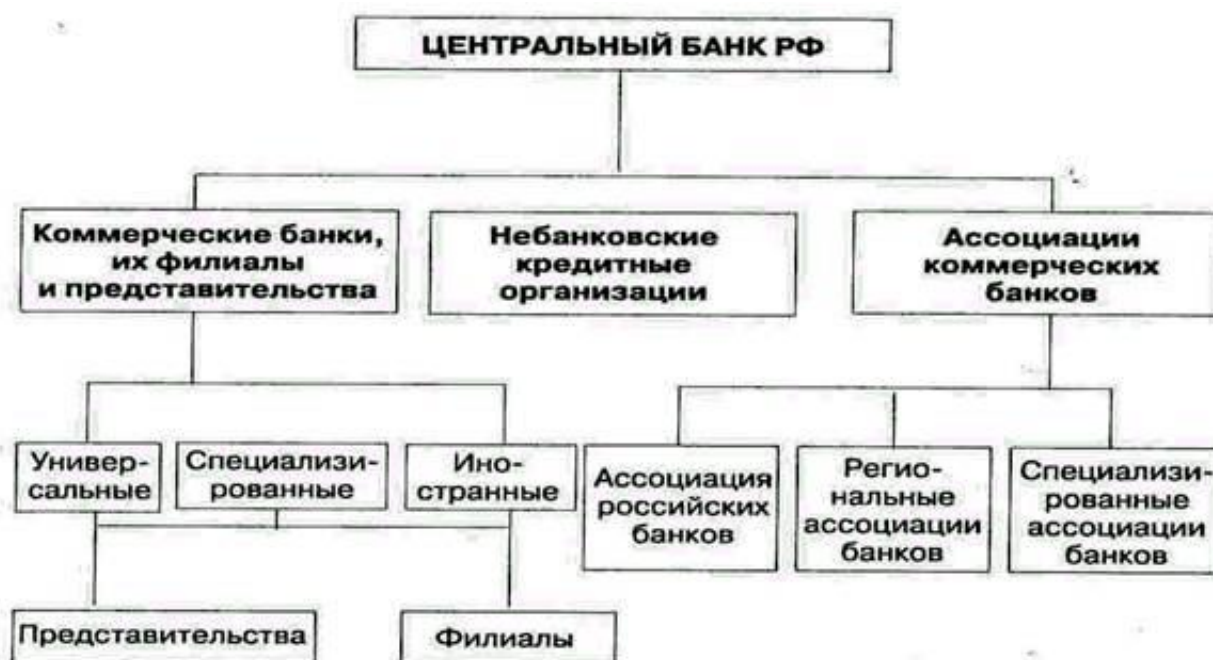 ЦЕНТРАЛЬНЫЙ БАНК РФ
Коммерческие банки,
их филиалы
и представительства
Небанковские
кредитные
организации
Ассоциации
коммерческих
банков
Универ-
сальные
Специализи-
рованные
Ино-
странные
Ассоциация
российских
банков
Регио-
нальные
ассоциации
банков
Специализи-
рованные
ассоциации
банков
Представительства
Филиалы